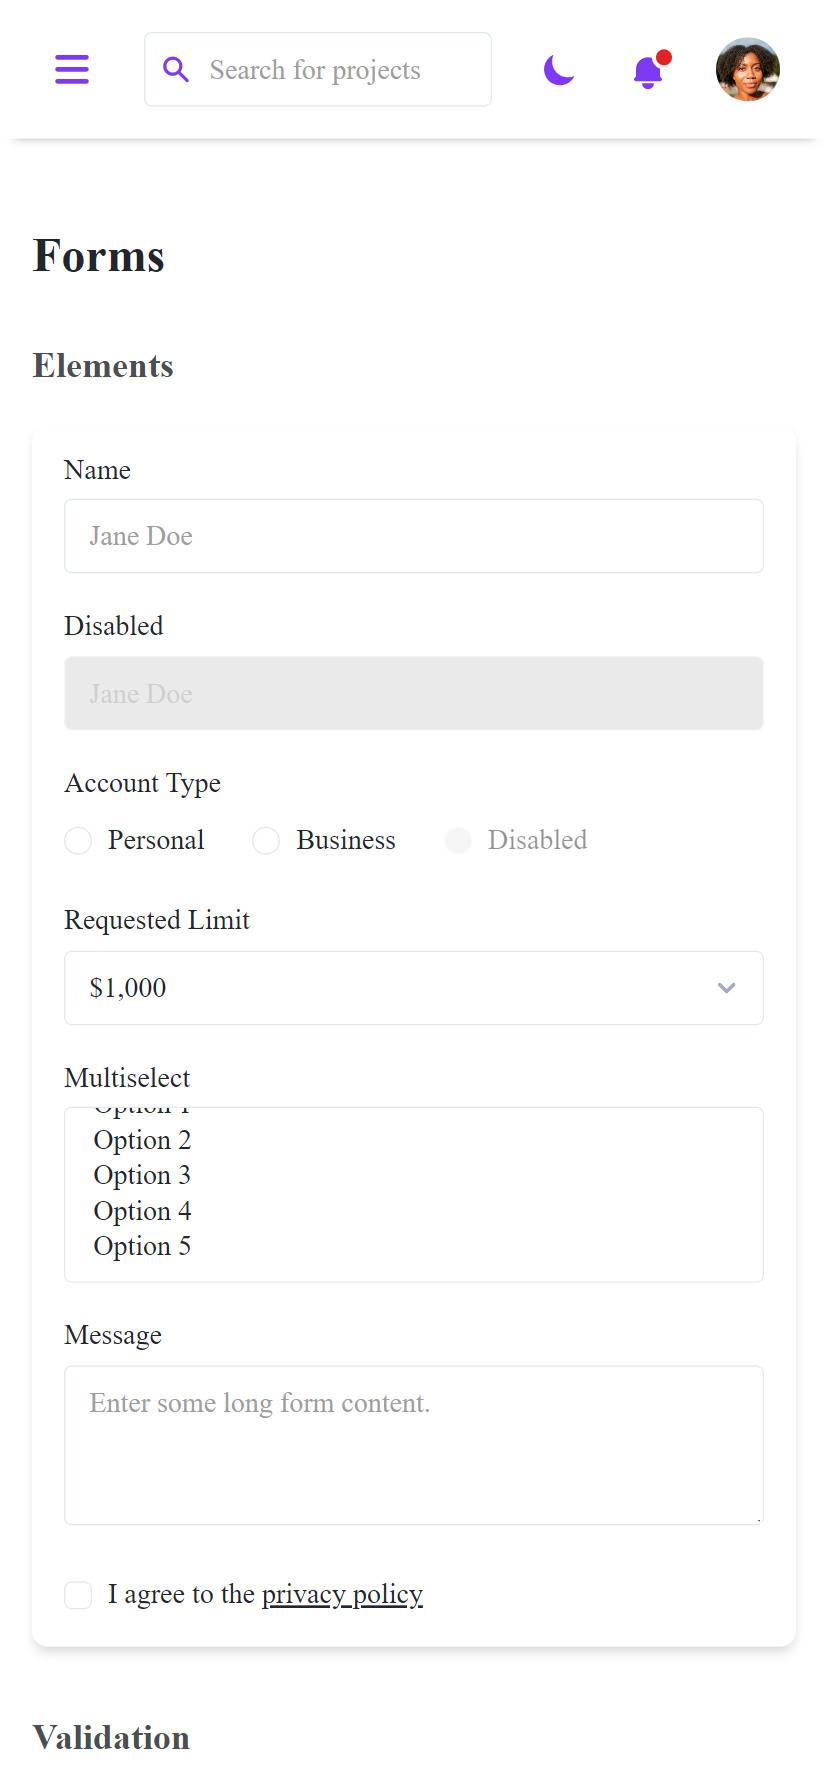 Search for projects
Forms
Elements
Name
Jane Doe
Disabled
Jane Doe
Account Type
Personal Business Disabled
Requested Limit
$1,000
Multiselect
Option 1
Option 2
Option 3
Option 4
Option 5
Message
Enter some long form content.
I agree to the privacy policy
Validation